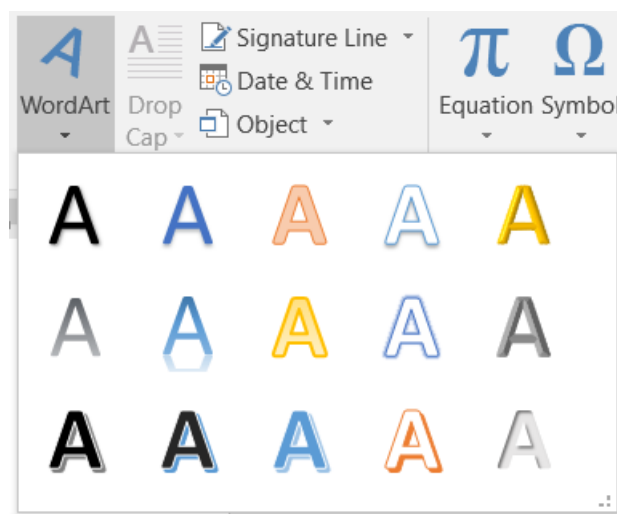 Signature Line
Date & Time
Object
WordArt
Drop
Cap
π
Ω
Equation
Symbol
A A A A A
A A A A A
A A A A A